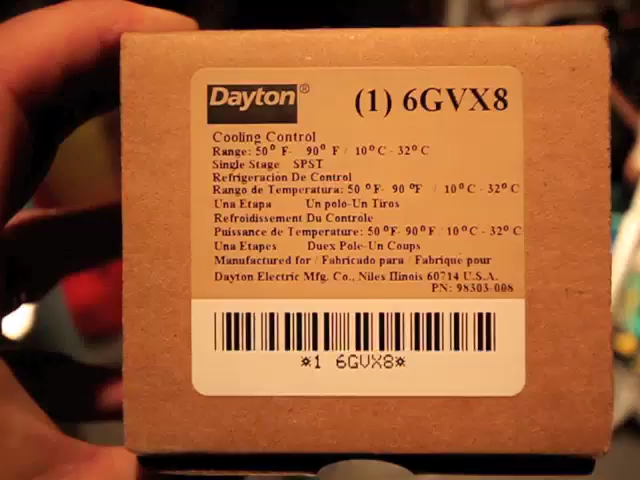 Dayton® (1) 6GVX8
Cooling Control
Range: 50° F- 90° F / 10° C - 32° C
Single Stage SPST
Refrigeracion De Control
Rango de Temperatura: 50 °F- 90 °F / 10°C - 32°C
Una Etapa Un polo-Un Tiros
Refroidissement Du Controle
Puissance de Temperature: 50°F- 90°F / 10°C - 32°C
Una Etapes Duex Pole-Un Coups
Manufactured for / Fabricado para / Fabrique pour
Dayton Electric Mfg. Co., Niles Ilinois 60714 U.S.A.
PN: 98303-008
*1 6GVX8*